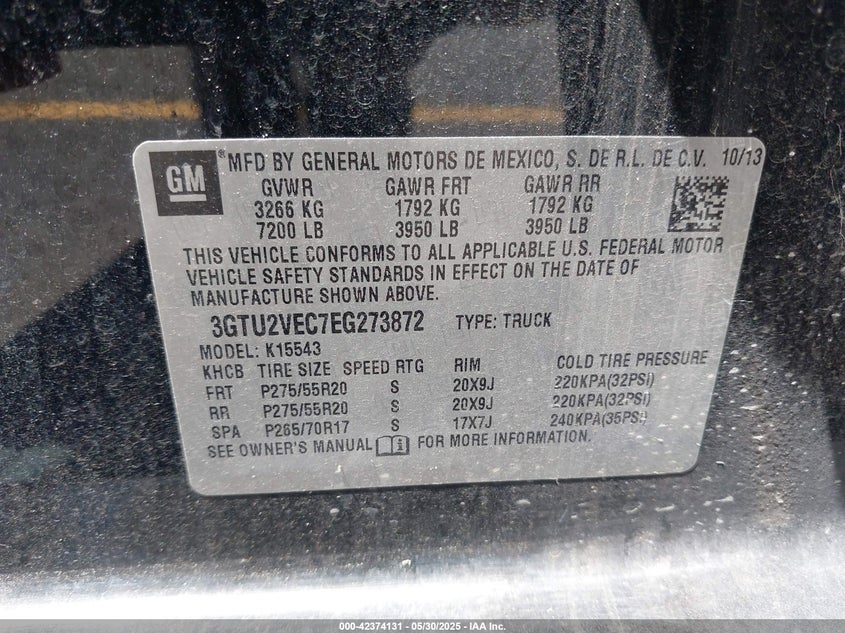 GM ® MFD BY GENERAL MOTORS DE MEXICO, S. DE R.L. DE C.V. 10/13
GVWR GAWR FRT GAWR RR
3266 KG 1792 KG 1792 KG
7200 LB 3950 LB 3950 LB
THIS VEHICLE CONFORMS TO ALL APPLICABLE U.S. FEDERAL MOTOR
VEHICLE SAFETY STANDARDS IN EFFECT ON THE DATE OF
MANUFACTURE SHOWN ABOVE.
3GTU2VEC7EG273872 TYPE: TRUCK
MODEL: K15543
KHCB TIRE SIZE SPEED RTG RIM COLD TIRE PRESSURE
FRT P275/55R20 S 20X9J 220KPA(32PSI)
RR P275/55R20 S 20X9J 220KPA(32PSI)
SPA P265/70R17 S 17X7J 240KPA(35PSI)
SEE OWNER'S MANUAL FOR MORE INFORMATION.
000-42374131 — 05/30/2025 — IAA Inc.